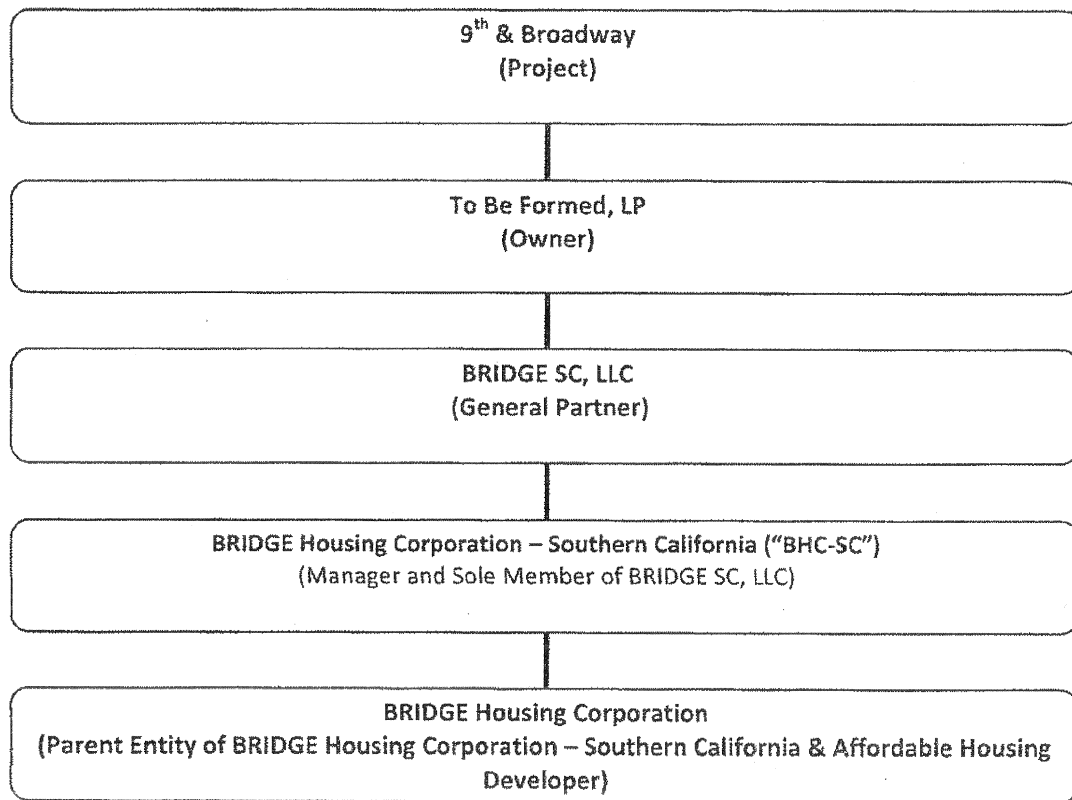 9th & Broadway
(Project)
To Be Formed, LP
(Owner)
BRIDGE SC, LLC
(General Partner)
BRIDGE Housing Corporation – Southern California (“BHC-SC”)
(Manager and Sole Member of BRIDGE SC, LLC)
BRIDGE Housing Corporation
(Parent Entity of BRIDGE Housing Corporation – Southern California & Affordable Housing
Developer)